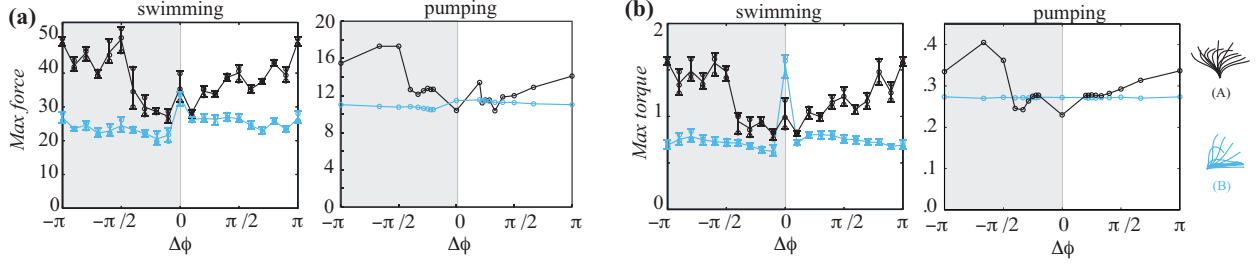 (a) swimming pumping (b) swimming pumping
Max force
50
40
30
20
10
0
−π −π /2 0 π/2 π
Δϕ
20
16
12
8
4
0
−π −π /2 0 π/2 π
Δϕ
Max torque
2
1
0
−π −π /2 0 π /2 π
Δϕ
.4
.3
.2
.1
.0
−π −π /2 0 π /2 π
Δϕ
(A)
(B)